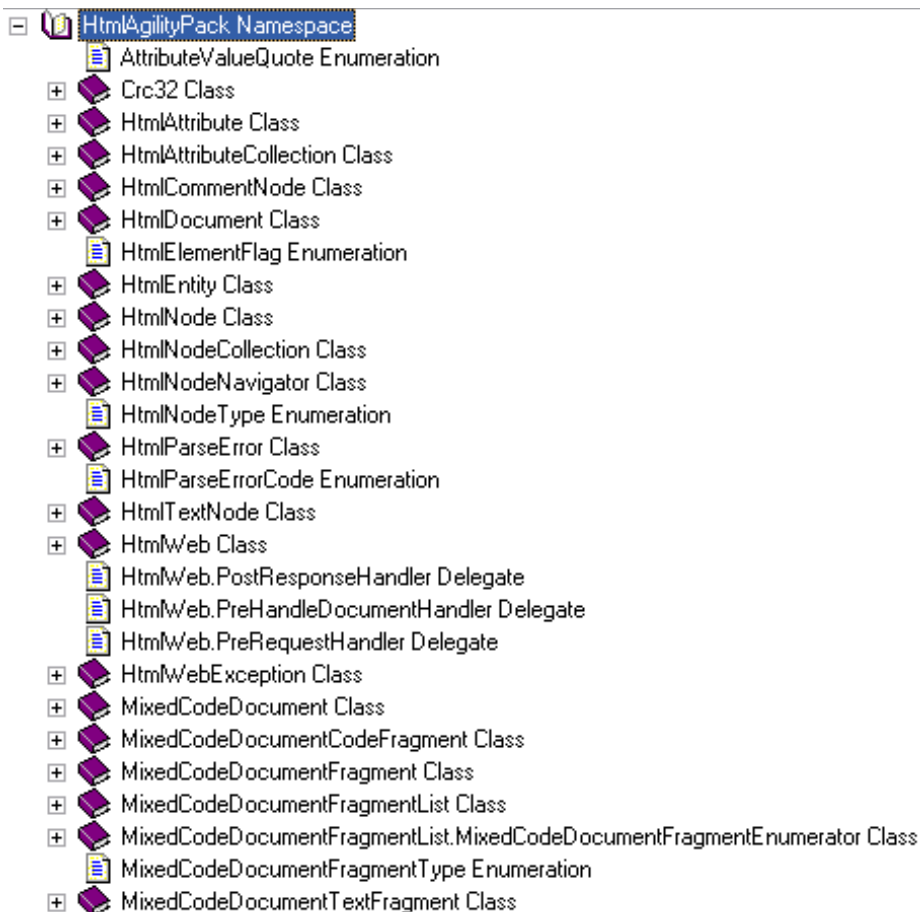 HtmlAgilityPack Namespace
AttributeValueQuote Enumeration
Crc32 Class
HtmlAttribute Class
HtmlAttributeCollection Class
HtmlCommentNode Class
HtmlDocument Class
HtmlElementFlag Enumeration
HtmlEntity Class
HtmlNode Class
HtmlNodeCollection Class
HtmlNodeNavigator Class
HtmlNodeType Enumeration
HtmlParseError Class
HtmlParseErrorCode Enumeration
HtmlTextNode Class
HtmlWeb Class
HtmlWeb.PostResponseHandler Delegate
HtmlWeb.PreHandleDocumentHandler Delegate
HtmlWeb.PreRequestHandler Delegate
HtmlWebException Class
MixedCodeDocument Class
MixedCodeDocumentCodeFragment Class
MixedCodeDocumentFragment Class
MixedCodeDocumentFragmentList Class
MixedCodeDocumentFragmentList.MixedCodeDocumentFragmentEnumerator Class
MixedCodeDocumentFragmentType Enumeration
MixedCodeDocumentTextFragment Class